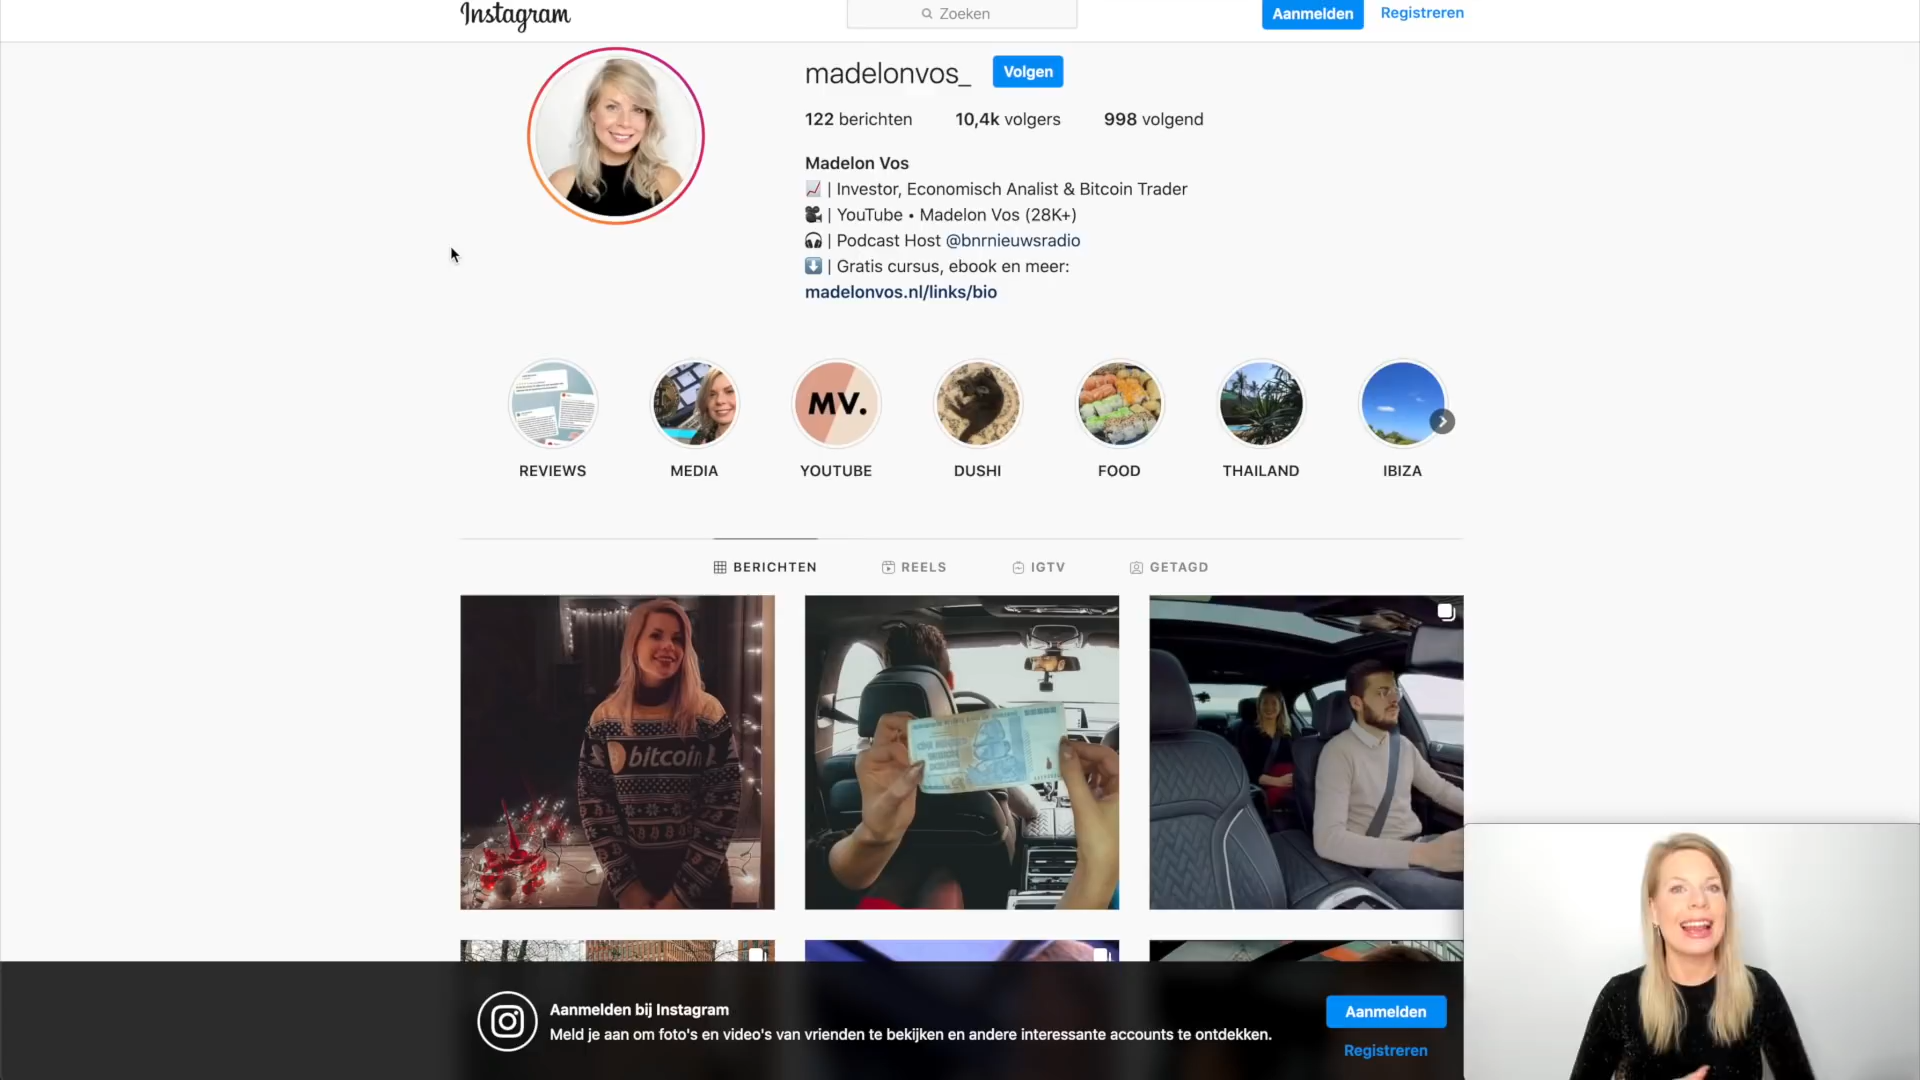 Instagram
Zoeken
Aanmelden
Registreren
madelonvos_
Volgen
122 berichten
10,4k volgers
998 volgend
Madelon Vos
| Investor, Economisch Analist & Bitcoin Trader
| YouTube • Madelon Vos (28K+)
| Podcast Host @bnrnieuwsradio
| Gratis cursus, ebook en meer:
madelonvos.nl/links/bio
MV.
REVIEWS
MEDIA
YOUTUBE
DUSHI
FOOD
THAILAND
IBIZA
BERICHTEN
REELS
IGTV
GETAGD
bitcoin
Aanmelden bij Instagram
Meld je aan om foto's en video's van vrienden te bekijken en andere interessante accounts te ontdekken.
Aanmelden
Registreren